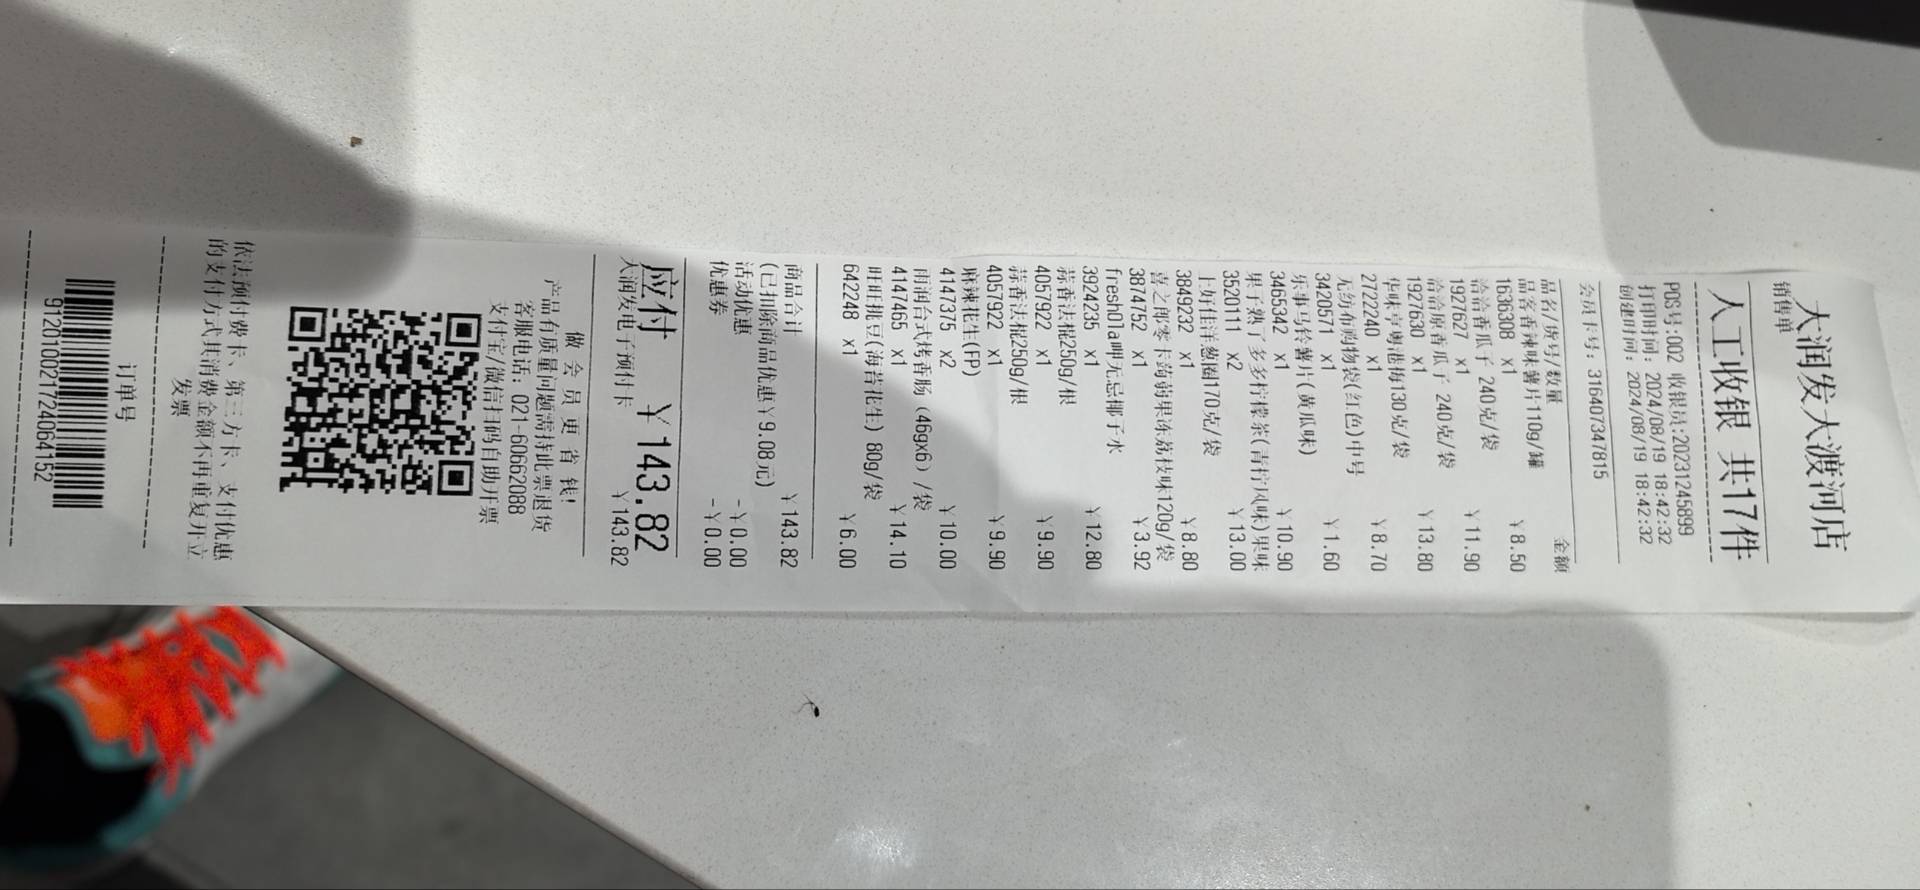 大润发大渡河店
销售单
人工收银 共17件
POS号:002 收银员:20231245899
打印时间: 2024/08/19 18:42:32
创建时间: 2024/08/19 18:42:32
会员卡号: 316407347815
品名/货号/数量 金额
品客香辣味薯片110g/罐
1636308 x1 ¥8.50
洽洽香瓜子 240克/袋
1927627 x1 ¥11.90
洽洽原香瓜子 240克/袋
1927630 x1 ¥13.80
华味亨粤港梅130克/袋
2722240 x1 ¥8.70
无纺布购物袋(红色)中号
3420571 x1 ¥1.60
乐事马铃薯片(黄瓜味)
3465342 x1 ¥10.90
果子熟了多多柠檬茶(青柠风味)果味
3520111 x2 ¥13.00
上好佳洋葱圈170克/袋
3849232 x1 ¥8.80
喜之郎零卡蒟蒻果冻荔枝味120g/袋
3874752 x1 ¥3.92
freshOla呷无忌椰子水
3924235 x1 ¥12.80
蒜香法棍250g/根
4057922 x1 ¥9.90
蒜香法棍250g/根
4057922 x1 ¥9.90
麻辣花生(FP)
4147375 x2 ¥10.00
雨润台式烤香肠(46gx6)/袋
4147465 x1 ¥14.10
旺旺挑豆(海苔花生) 80g/袋
642248 x1 ¥6.00
商品合计 ¥143.82
(已扣除商品优惠¥9.08元)
活动优惠 -¥0.00
优惠券 -¥0.00
应付 ¥143.82
大润发电子预付卡 ¥143.82
做会员更省钱!
产品有质量问题需持此票退货
客服电话: 021-60662088
支付宝/微信扫码自助开票
依法预付费卡、第三方卡、支付优惠
的支付方式其消费金额不再重复开立
发票
订单号
9120100217240641 52